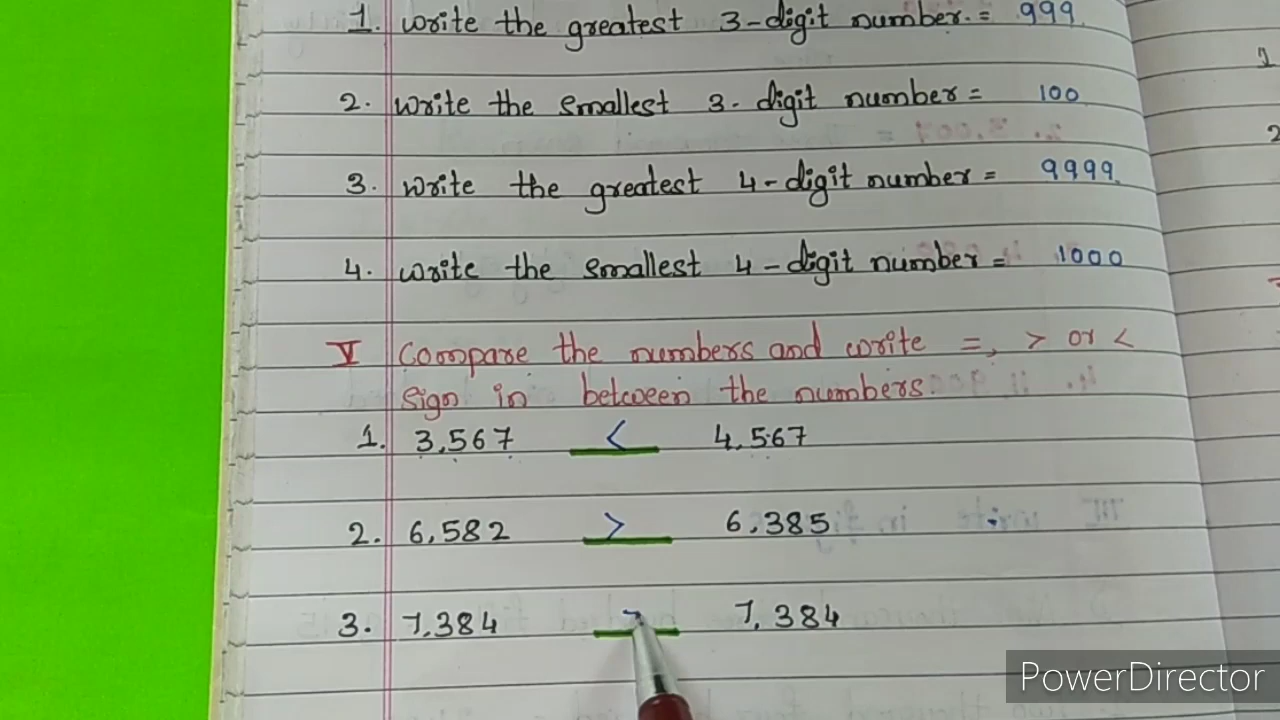 1. Write the greatest 3-digit number. = 999
2. Write the smallest 3-digit number = 100
3. Write the greatest 4-digit number = 9999
4. Write the smallest 4-digit number = 1000
V Compare the numbers and write =, > or <
sign in between the numbers.
1. 3,567 < 4,567
2. 6,582 > 6,385
3. 7,384 7,384
1
2
PowerDirector